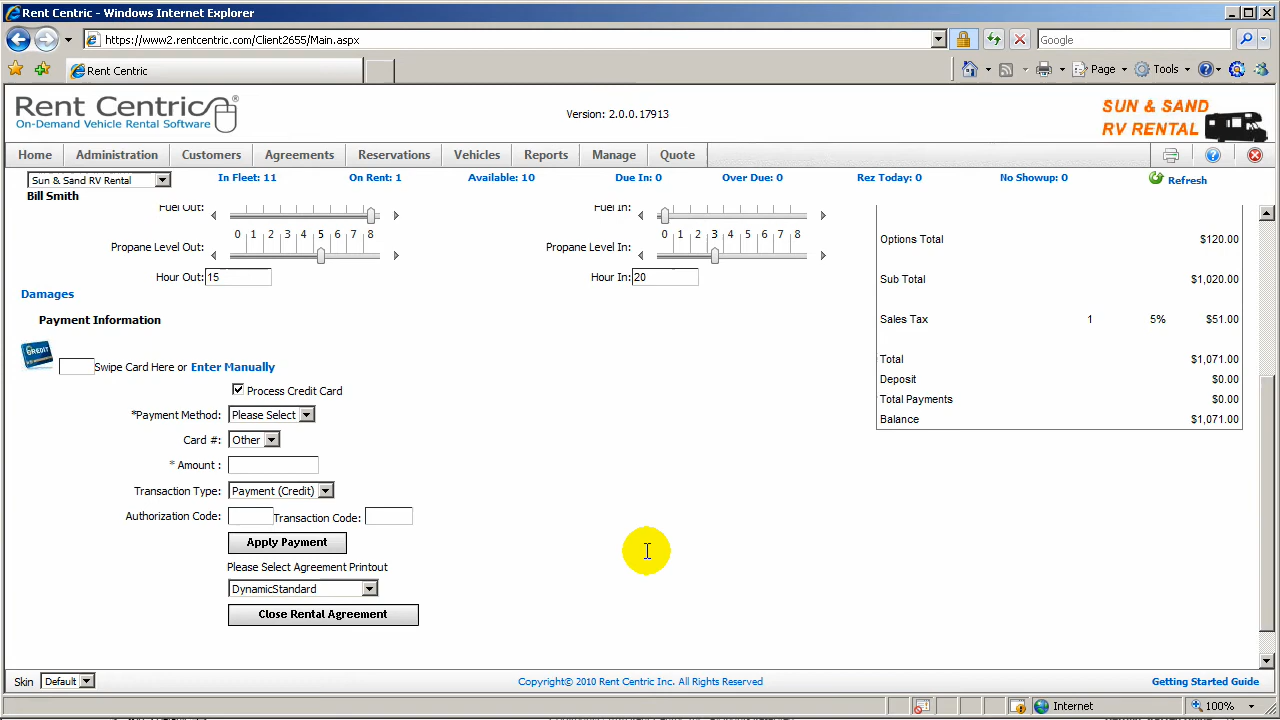 Rent Centric - Windows Internet Explorer
https://www2.rentcentric.com/Client2655/Main.aspx
Google
Rent Centric
Page
Tools
Rent Centric
On-Demand Vehicle Rental Software
Version: 2.0.0.17913
SUN & SAND
RV RENTAL
Home Administration Customers Agreements Reservations Vehicles Reports Manage Quote
Sun & Sand RV Rental In Fleet: 11 On Rent: 1 Available: 10 Due In: 0 Over Due: 0 Rez Today: 0 No Showup: 0 Refresh
Bill Smith
Fuel Out: Fuel In:
0 1 2 3 4 5 6 7 8 0 1 2 3 4 5 6 7 8
Propane Level Out: Propane Level In:
Hour Out: 15 Hour In: 20
Damages
Payment Information
CREDIT
Swipe Card Here or Enter Manually
Process Credit Card
*Payment Method: Please Select
Card #: Other
* Amount :
Transaction Type: Payment (Credit)
Authorization Code: Transaction Code:
Apply Payment
Please Select Agreement Printout
DynamicStandard
Close Rental Agreement
Options Total $120.00
Sub Total $1,020.00
Sales Tax 1 5% $51.00
Total $1,071.00
Deposit $0.00
Total Payments $0.00
Balance $1,071.00
Skin Default Copyright© 2010 Rent Centric Inc. All Rights Reserved Getting Started Guide
Internet 100%